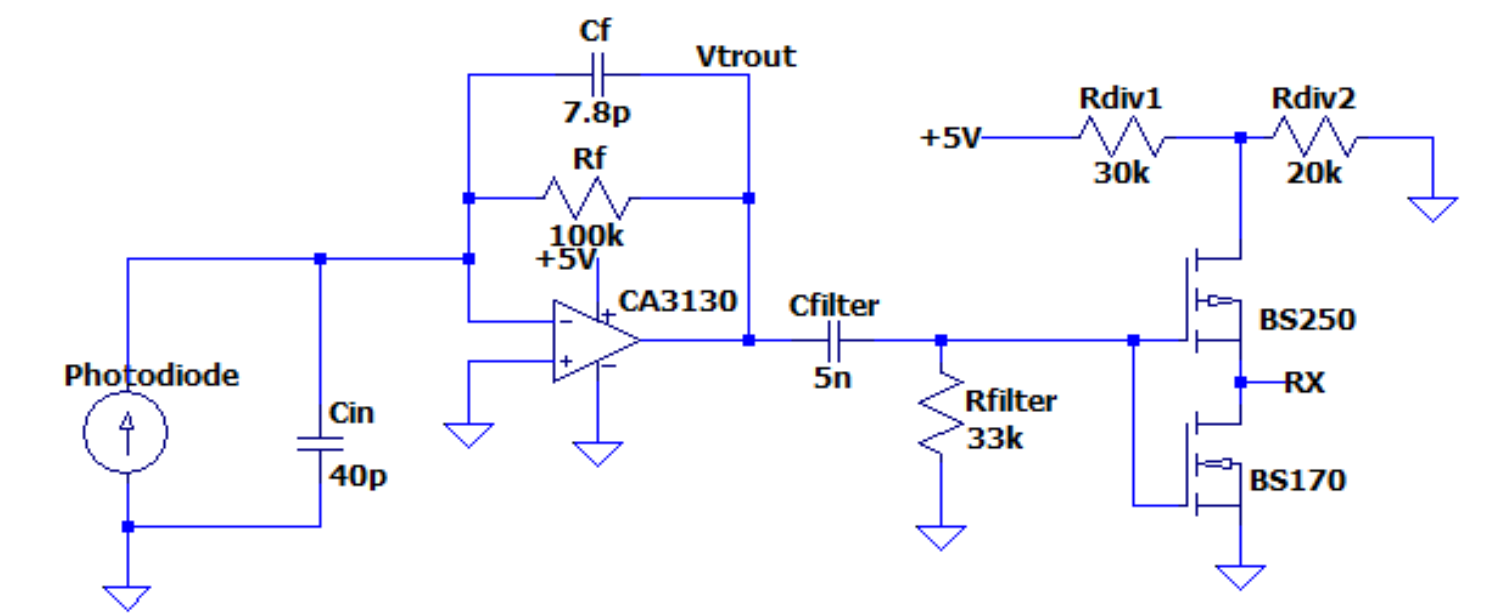 Cf
Vtrout
7.8p
Rf
100k
+5V
CA3130
Photodiode
Cin
40p
Cfilter
5n
Rfilter
33k
+5V
Rdiv1
30k
Rdiv2
20k
BS250
RX
BS170